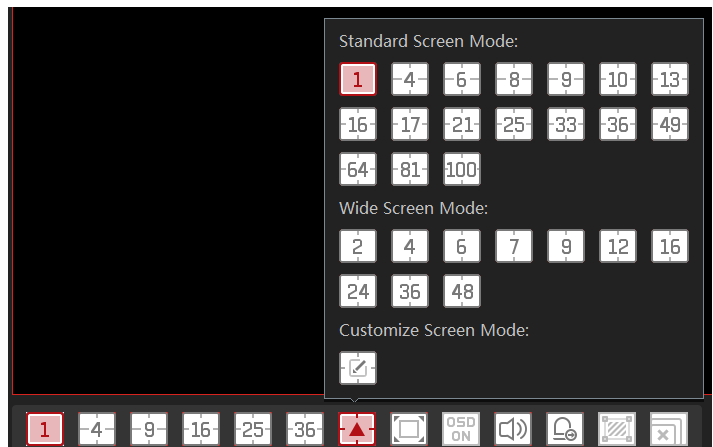 Standard Screen Mode:
1 4 6 8 9 10 13
16 17 21 25 33 36 49
64 81 100
Wide Screen Mode:
2 4 6 7 9 12 16
24 36 48
Customize Screen Mode:
1 4 9 16 25 36 OSD
ON